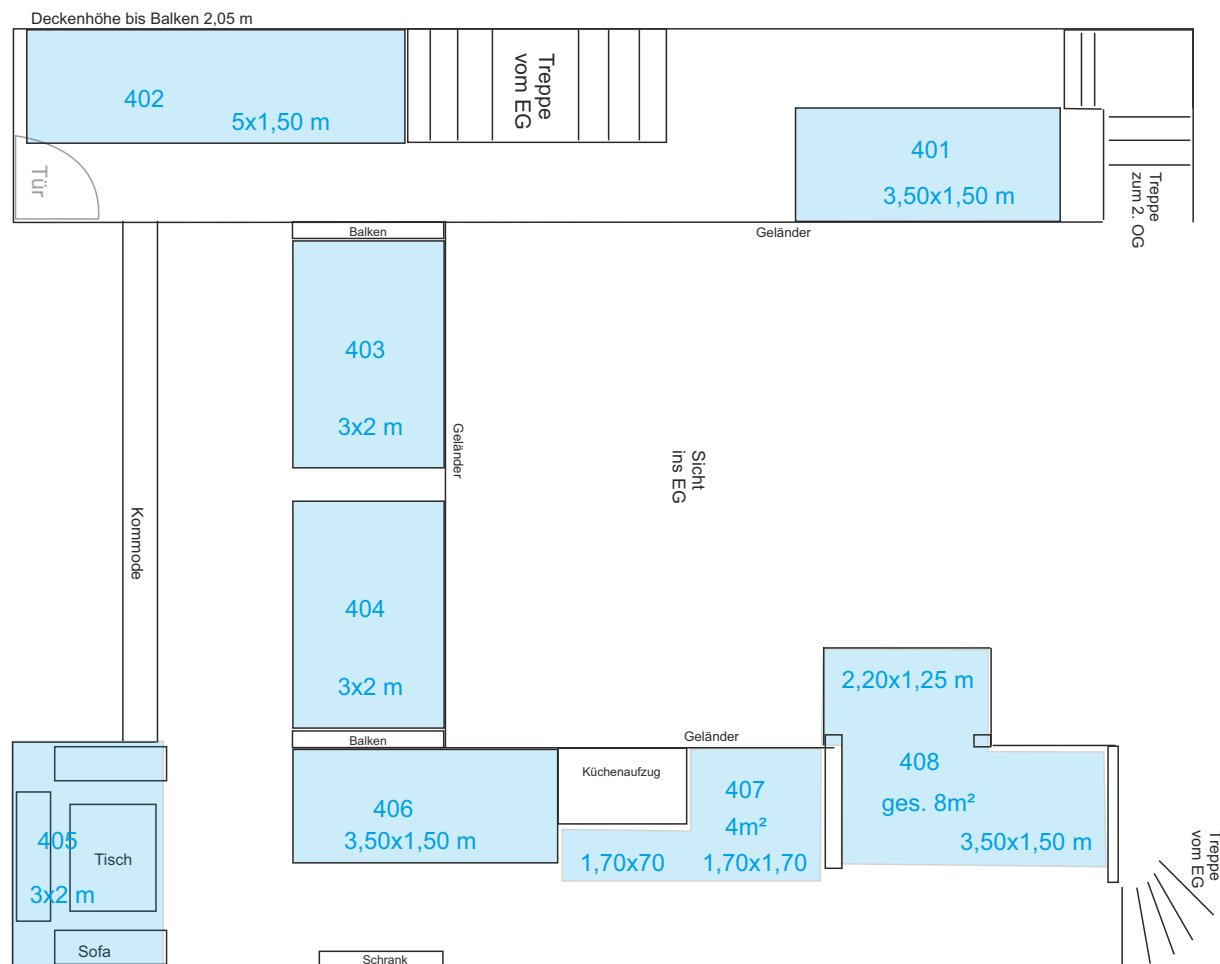 Deckenhöhe bis Balken 2,05 m
402
5x1,50 m
Treppe
vom EG
401
3,50x1,50 m
Tür
Treppe
zum 2. OG
Balken
Geländer
403
3x2 m
Geländer
Sicht
ins EG
Kommode
404
3x2 m
Balken
Geländer
2,20x1,25 m
Küchenaufzug
408
ges. 8m²
3,50x1,50 m
407
4m²
1,70x70
1,70x1,70
406
3,50x1,50 m
405
Tisch
3x2 m
Sofa
Schrank
Treppe
vom EG